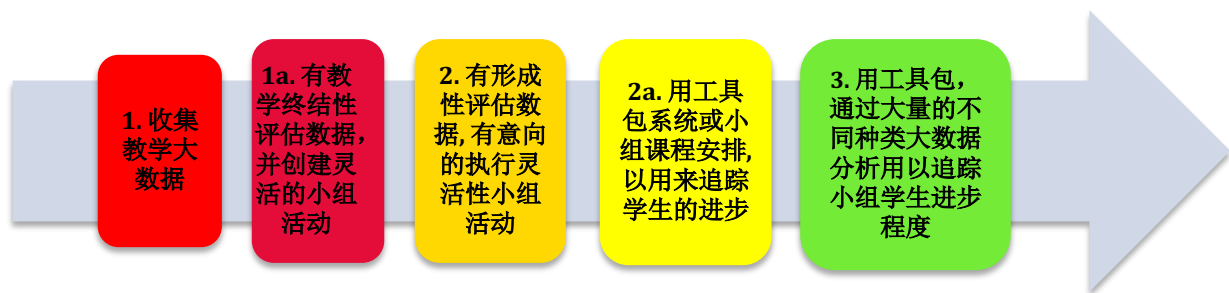 1. 收集
教学大
数据
1a. 有教
学终结性
评估数据，
并创建灵
活的小组
活动
2. 有形成
性评估数
据, 有意向
的执行灵
活性小组
活动
2a. 用工具
包系统或小
组课程安排,
以用来追踪
学生的进步
3. 用工具包，
通过大量的不
同种类大数据
分析用以追踪
小组学生进步
程度